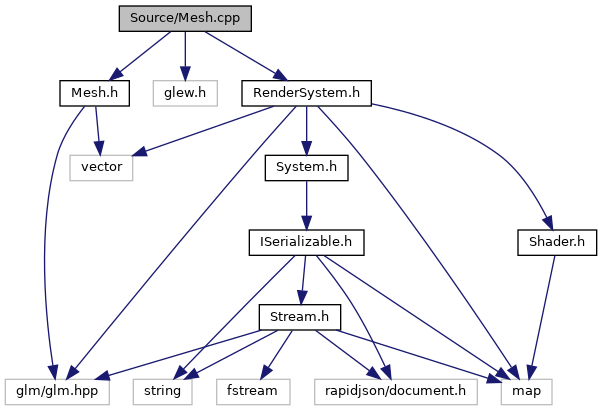 Source/Mesh.cpp
Mesh.h
glew.h
RenderSystem.h
vector
System.h
ISerializable.h
Shader.h
Stream.h
glm/glm.hpp
string
fstream
rapidjson/document.h
map